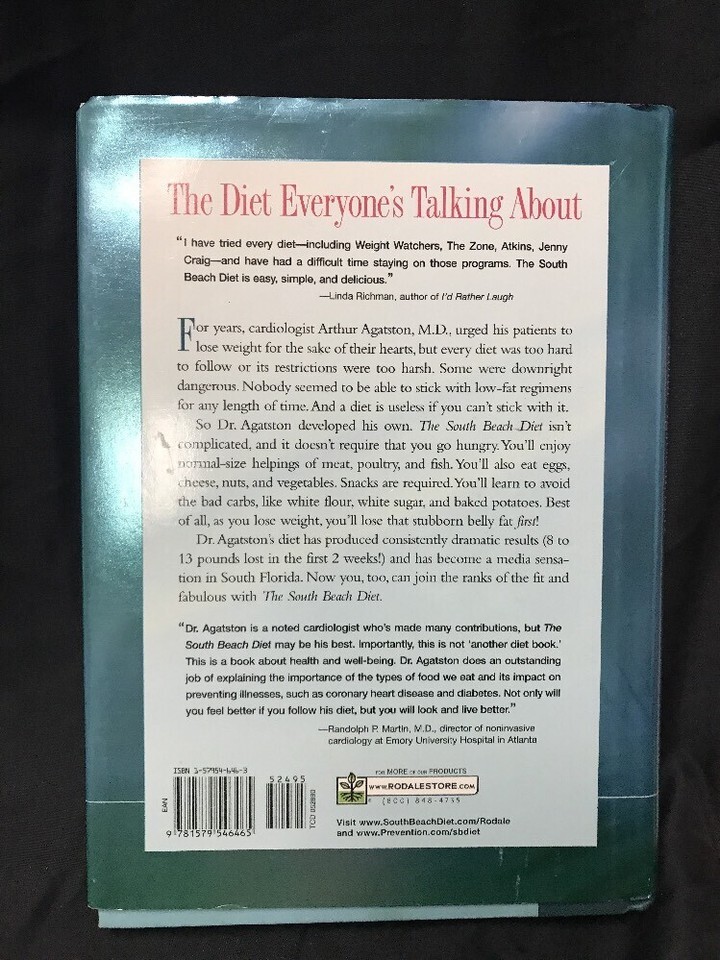 The Diet Everyone's Talking About
"I have tried every diet—including Weight Watchers, The Zone, Atkins, Jenny
Craig—and have had a difficult time staying on those programs. The South
Beach Diet is easy, simple, and delicious."
—Linda Richman, author of I'd Rather Laugh
For years, cardiologist Arthur Agatston, M.D., urged his patients to
lose weight for the sake of their hearts, but every diet was too hard
to follow or its restrictions were too harsh. Some were downright
dangerous. Nobody seemed to be able to stick with low-fat regimens
for any length of time. And a diet is useless if you can't stick with it.
So Dr. Agatston developed his own. The South Beach Diet isn't
complicated, and it doesn't require that you go hungry. You'll enjoy
normal-size helpings of meat, poultry, and fish. You'll also eat eggs,
cheese, nuts, and vegetables. Snacks are required. You'll learn to avoid
the bad carbs, like white flour, white sugar, and baked potatoes. Best
of all, as you lose weight, you'll lose that stubborn belly fat first!
Dr. Agatston's diet has produced consistently dramatic results (8 to
13 pounds lost in the first 2 weeks!) and has become a media sensa-
tion in South Florida. Now you, too, can join the ranks of the fit and
fabulous with The South Beach Diet.
"Dr. Agatston is a noted cardiologist who's made many contributions, but The
South Beach Diet may be his best. Importantly, this is not 'another diet book.'
This is a book about health and well-being. Dr. Agatston does an outstanding
job of explaining the importance of the types of food we eat and its impact on
preventing illnesses, such as coronary heart disease and diabetes. Not only will
you feel better if you follow his diet, but you will look and live better."
—Randolph P. Martin, M.D., director of noninvasive
cardiology at Emory University Hospital in Atlanta
ISBN 1-57954-646-3
52495
EAN
9 781579 546465
FOR MORE OF OUR PRODUCTS
WWW.RODALESTORE.COM
(800) 848-4735
Visit www.SouthBeachDiet.com/Rodale
and www.Prevention.com/sbdiet